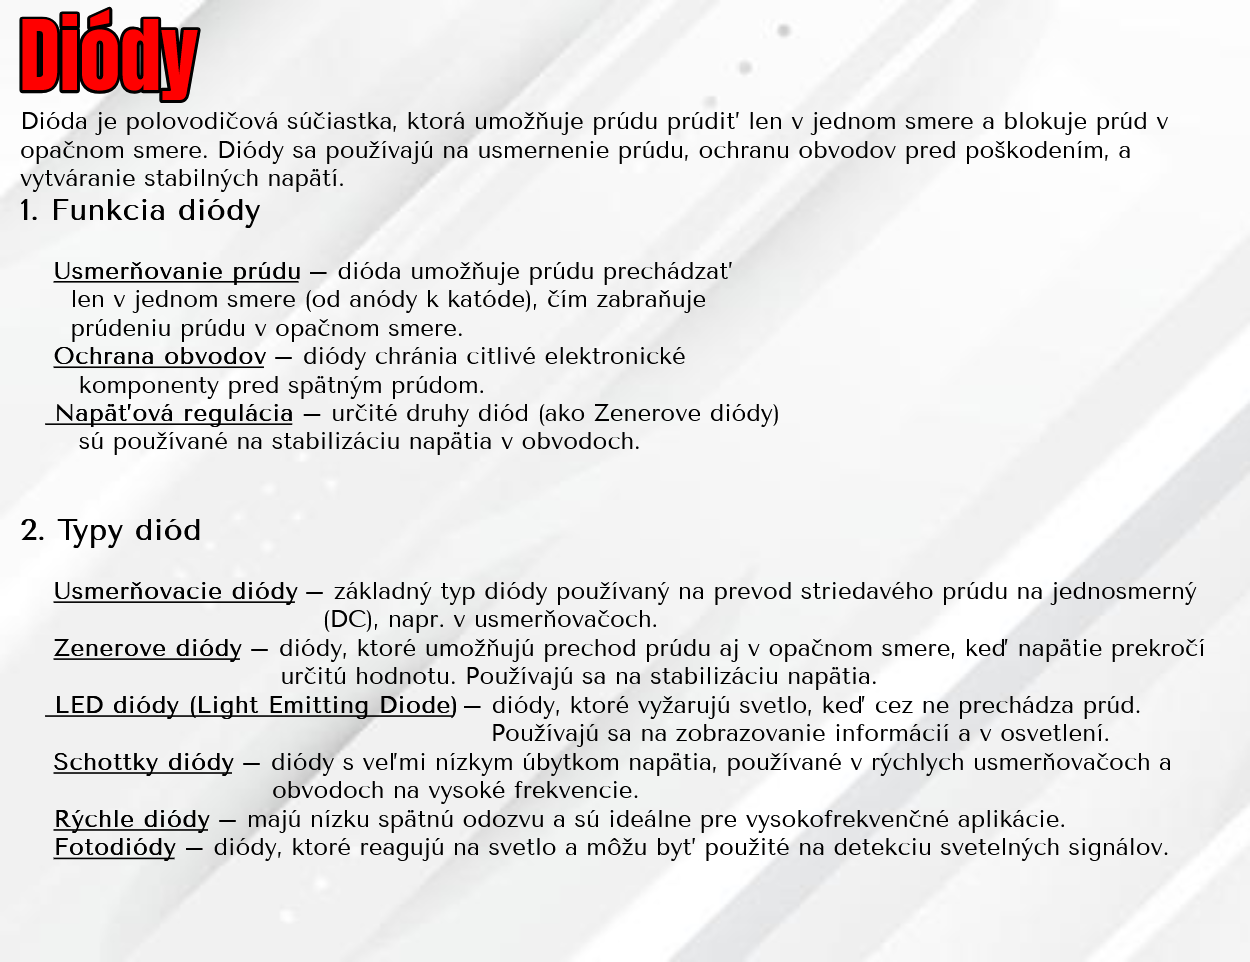 Diódy
Dióda je polovodičová súčiastka, ktorá umožňuje prúdu prúdiť len v jednom smere a blokuje prúd v
opačnom smere. Diódy sa používajú na usmernenie prúdu, ochranu obvodov pred poškodením, a
vytváranie stabilných napätí.
1. Funkcia diódy
Usmerňovanie prúdu – dióda umožňuje prúdu prechádzať
len v jednom smere (od anódy k katóde), čím zabraňuje
prúdeniu prúdu v opačnom smere.
Ochrana obvodov – diódy chránia citlivé elektronické
komponenty pred spätným prúdom.
Napäťová regulácia – určité druhy diód (ako Zenerove diódy)
sú používané na stabilizáciu napätia v obvodoch.
2. Typy diód
Usmerňovacie diódy – základný typ diódy používaný na prevod striedavého prúdu na jednosmerný
(DC), napr. v usmerňovačoch.
Zenerove diódy – diódy, ktoré umožňujú prechod prúdu aj v opačnom smere, keď napätie prekročí
určitú hodnotu. Používajú sa na stabilizáciu napätia.
LED diódy (Light Emitting Diode) – diódy, ktoré vyžarujú svetlo, keď cez ne prechádza prúd.
Používajú sa na zobrazovanie informácií a v osvetlení.
Schottky diódy – diódy s veľmi nízkym úbytkom napätia, používané v rýchlych usmerňovačoch a
obvodoch na vysoké frekvencie.
Rýchle diódy – majú nízku spätnú odozvu a sú ideálne pre vysokofrekvenčné aplikácie.
Fotodiódy – diódy, ktoré reagujú na svetlo a môžu byť použité na detekciu svetelných signálov.